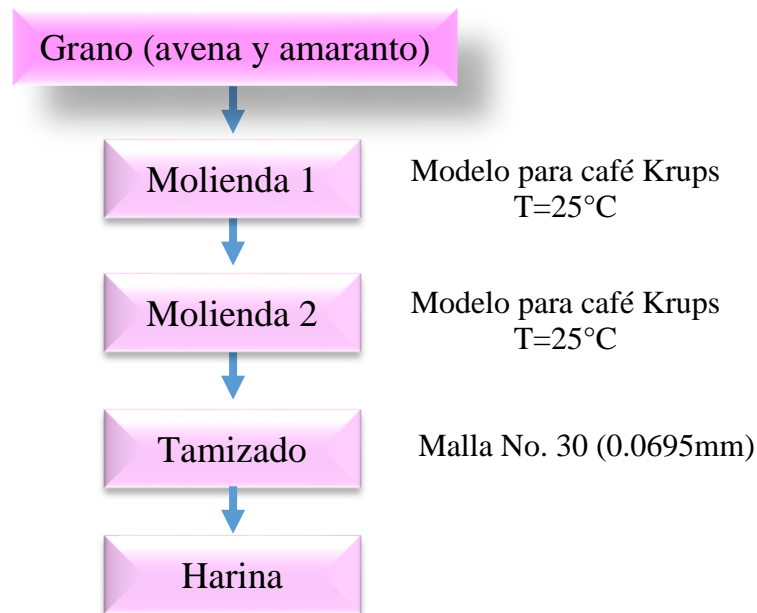 Grano (avena y amaranto)
Molienda 1
Modelo para café Krups
T=25°C
Molienda 2
Modelo para café Krups
T=25°C
Tamizado
Malla No. 30 (0.0695mm)
Harina